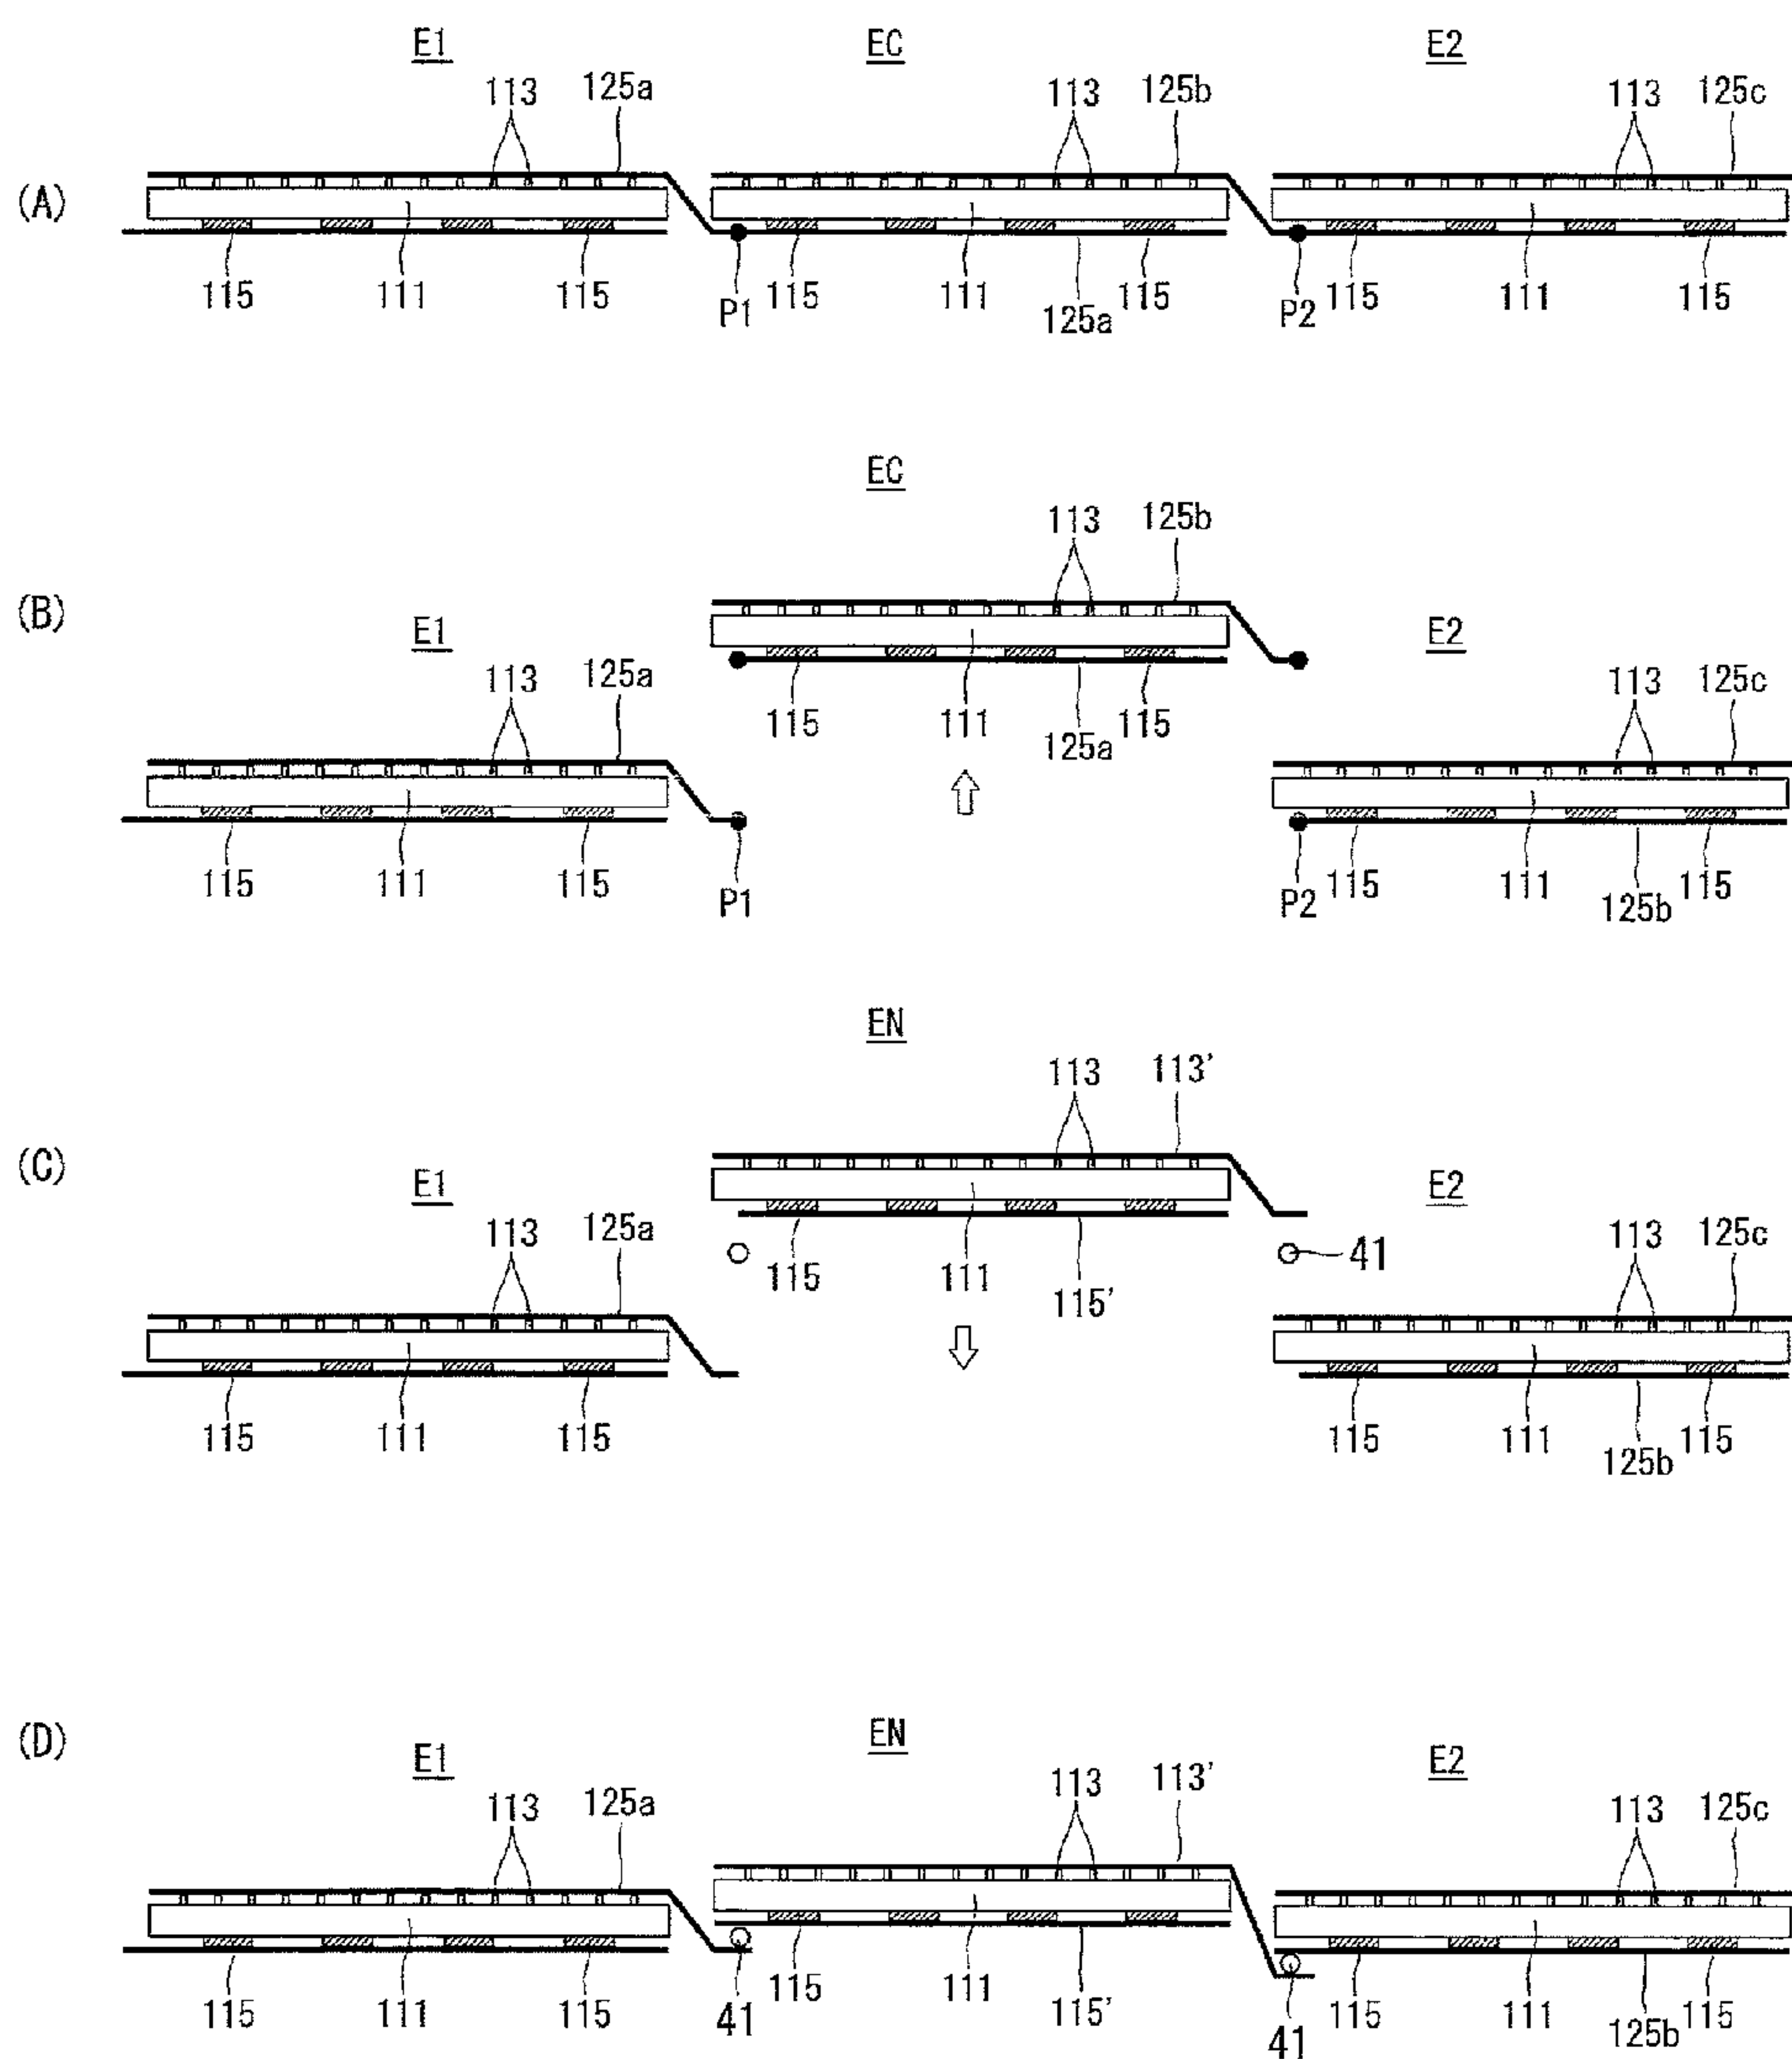 E1 EC E2
113 125a 113 125b 113 125c
(A)
115 111 115 P1 115 111 125a 115 P2 115 111 115
EC
113 125b
(B)
E1 E2
113 125a 115 111 125a 115 113 125c
115 111 115 P1 P2 115 111 125b 115
EN
113 113'
(C)
E1 E2
113 125a 115 111 115' 41 113 125c
115 111 115 115 111 125b 115
(D)
E1 EN E2
113 125a 113 113' 113 125c
115 111 115 41 115 111 115' 41 115 111 125b 115